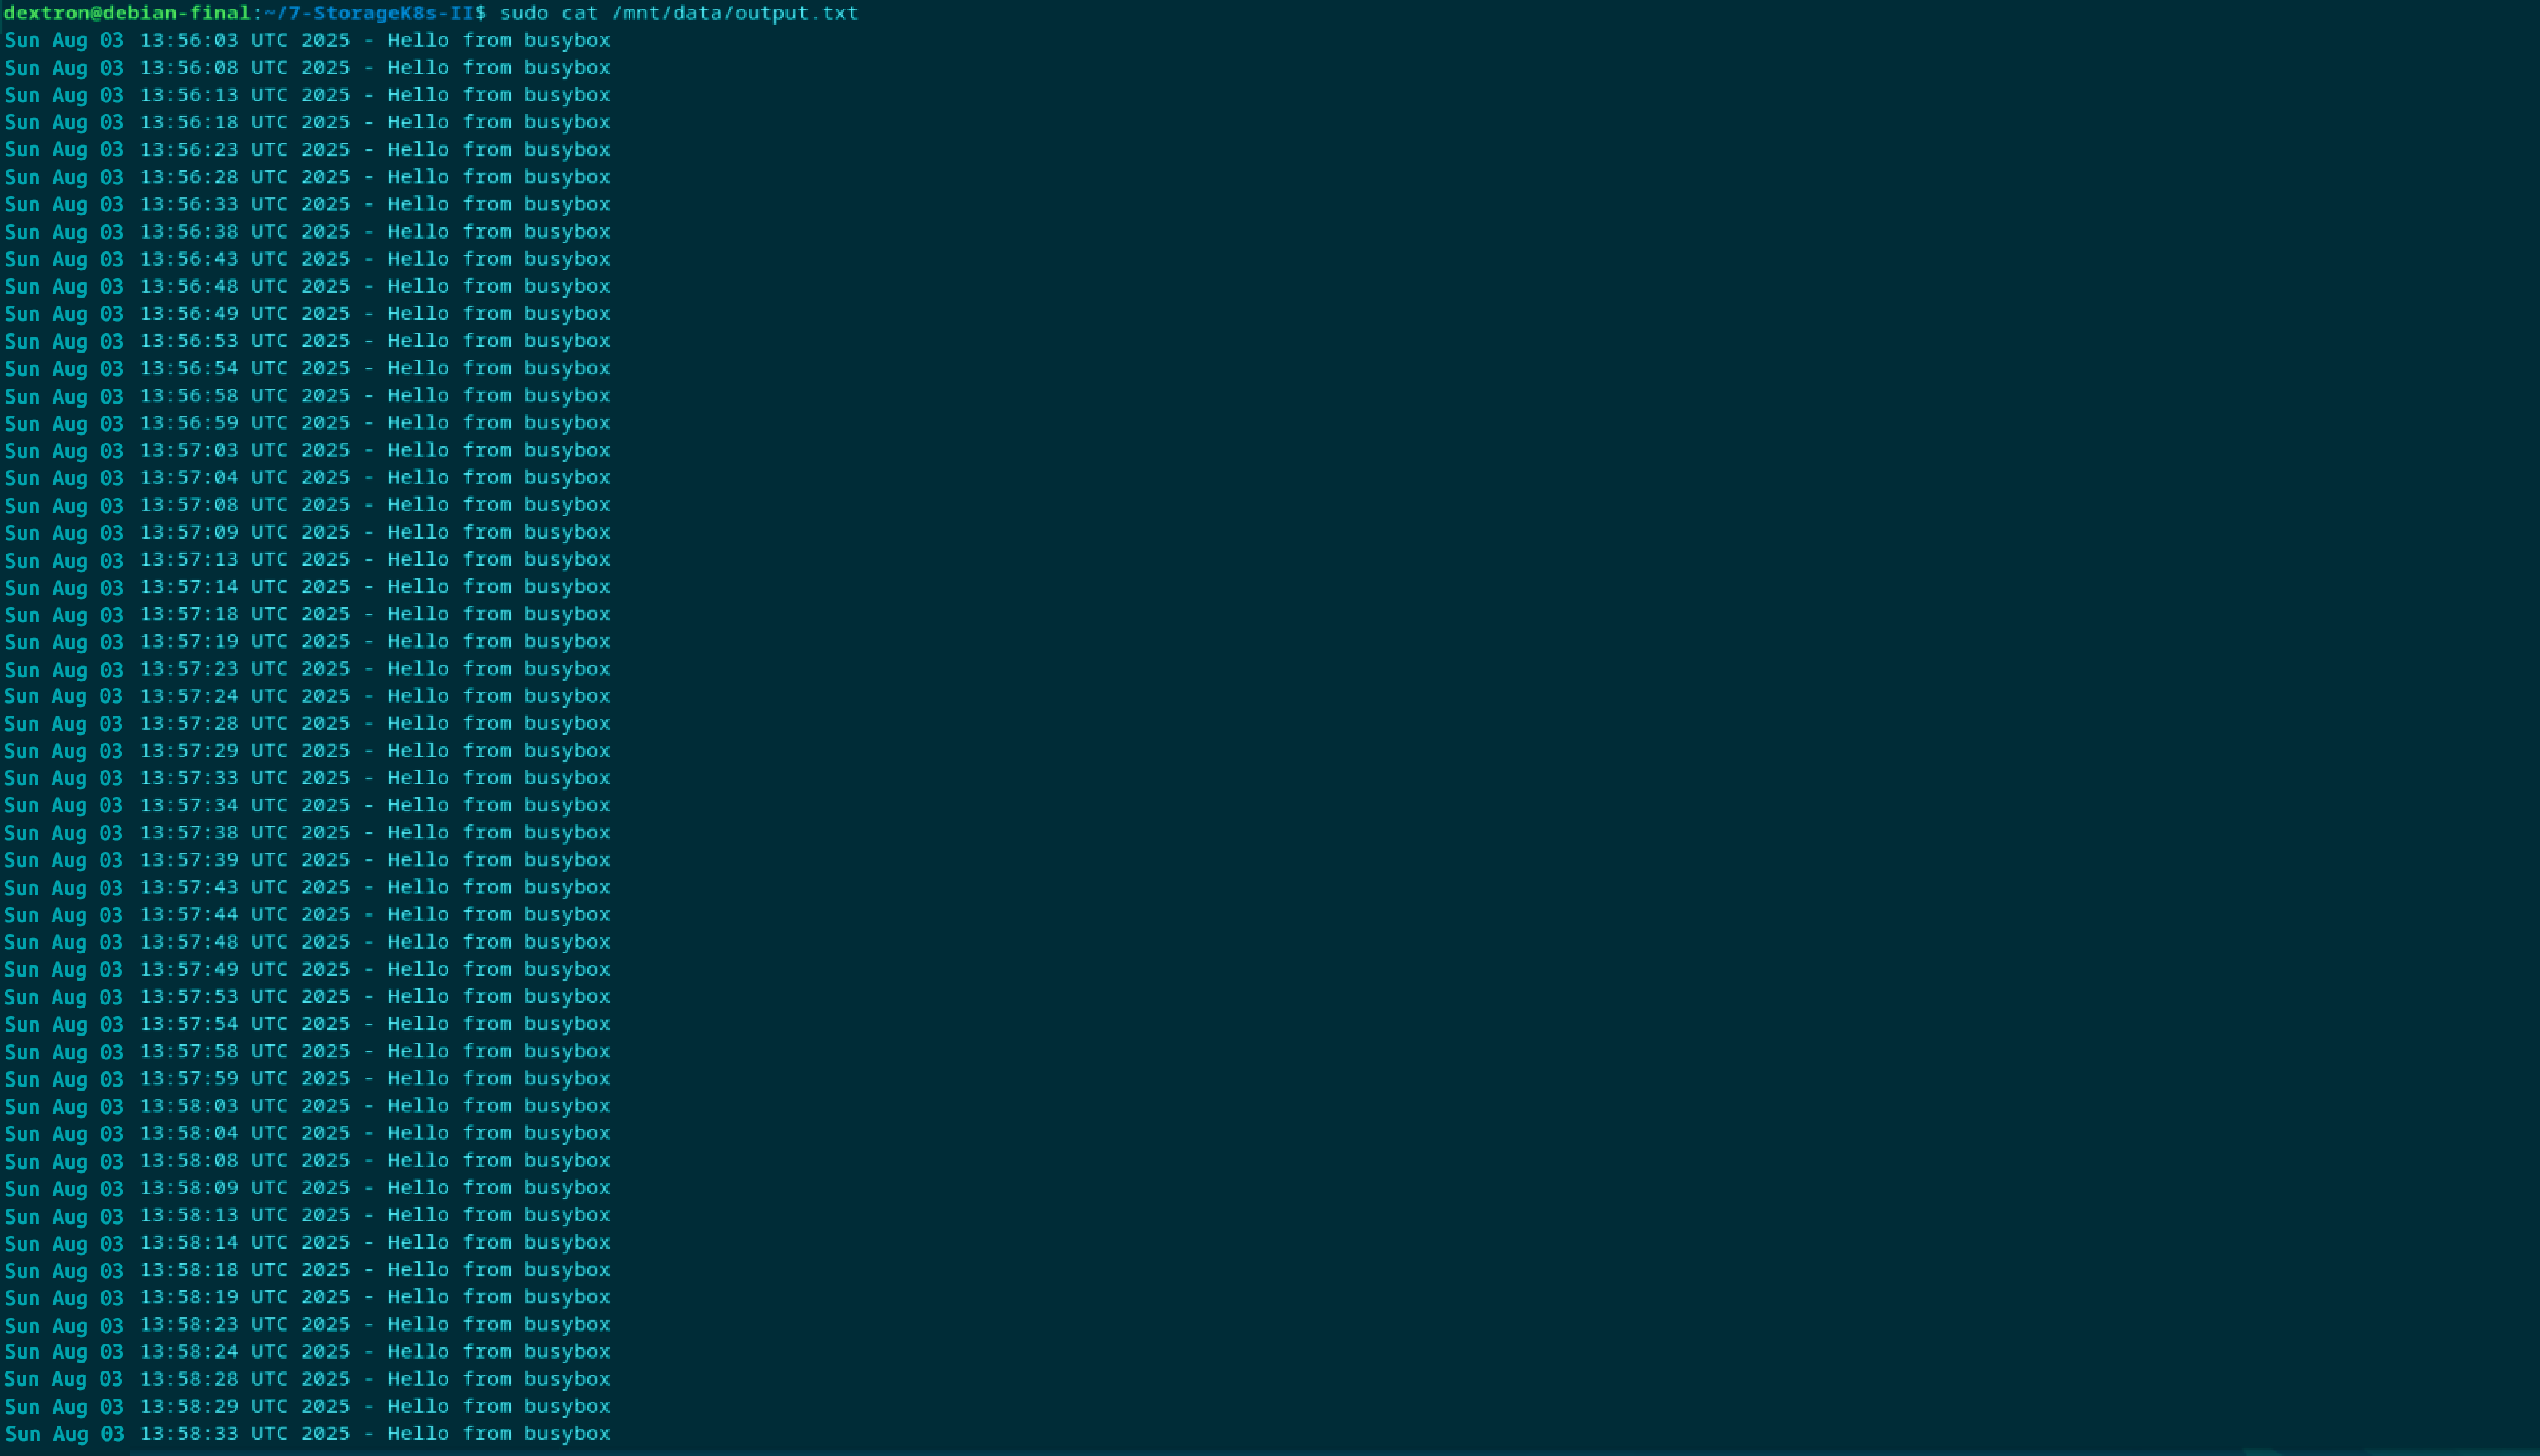 dextron@debian-final:~/7-StorageK8s-II$ sudo cat /mnt/data/output.txt
Sun Aug 03 13:56:03 UTC 2025 - Hello from busybox
Sun Aug 03 13:56:08 UTC 2025 - Hello from busybox
Sun Aug 03 13:56:13 UTC 2025 - Hello from busybox
Sun Aug 03 13:56:18 UTC 2025 - Hello from busybox
Sun Aug 03 13:56:23 UTC 2025 - Hello from busybox
Sun Aug 03 13:56:28 UTC 2025 - Hello from busybox
Sun Aug 03 13:56:33 UTC 2025 - Hello from busybox
Sun Aug 03 13:56:38 UTC 2025 - Hello from busybox
Sun Aug 03 13:56:43 UTC 2025 - Hello from busybox
Sun Aug 03 13:56:48 UTC 2025 - Hello from busybox
Sun Aug 03 13:56:49 UTC 2025 - Hello from busybox
Sun Aug 03 13:56:53 UTC 2025 - Hello from busybox
Sun Aug 03 13:56:54 UTC 2025 - Hello from busybox
Sun Aug 03 13:56:58 UTC 2025 - Hello from busybox
Sun Aug 03 13:56:59 UTC 2025 - Hello from busybox
Sun Aug 03 13:57:03 UTC 2025 - Hello from busybox
Sun Aug 03 13:57:04 UTC 2025 - Hello from busybox
Sun Aug 03 13:57:08 UTC 2025 - Hello from busybox
Sun Aug 03 13:57:09 UTC 2025 - Hello from busybox
Sun Aug 03 13:57:13 UTC 2025 - Hello from busybox
Sun Aug 03 13:57:14 UTC 2025 - Hello from busybox
Sun Aug 03 13:57:18 UTC 2025 - Hello from busybox
Sun Aug 03 13:57:19 UTC 2025 - Hello from busybox
Sun Aug 03 13:57:23 UTC 2025 - Hello from busybox
Sun Aug 03 13:57:24 UTC 2025 - Hello from busybox
Sun Aug 03 13:57:28 UTC 2025 - Hello from busybox
Sun Aug 03 13:57:29 UTC 2025 - Hello from busybox
Sun Aug 03 13:57:33 UTC 2025 - Hello from busybox
Sun Aug 03 13:57:34 UTC 2025 - Hello from busybox
Sun Aug 03 13:57:38 UTC 2025 - Hello from busybox
Sun Aug 03 13:57:39 UTC 2025 - Hello from busybox
Sun Aug 03 13:57:43 UTC 2025 - Hello from busybox
Sun Aug 03 13:57:44 UTC 2025 - Hello from busybox
Sun Aug 03 13:57:48 UTC 2025 - Hello from busybox
Sun Aug 03 13:57:49 UTC 2025 - Hello from busybox
Sun Aug 03 13:57:53 UTC 2025 - Hello from busybox
Sun Aug 03 13:57:54 UTC 2025 - Hello from busybox
Sun Aug 03 13:57:58 UTC 2025 - Hello from busybox
Sun Aug 03 13:57:59 UTC 2025 - Hello from busybox
Sun Aug 03 13:58:03 UTC 2025 - Hello from busybox
Sun Aug 03 13:58:04 UTC 2025 - Hello from busybox
Sun Aug 03 13:58:08 UTC 2025 - Hello from busybox
Sun Aug 03 13:58:09 UTC 2025 - Hello from busybox
Sun Aug 03 13:58:13 UTC 2025 - Hello from busybox
Sun Aug 03 13:58:14 UTC 2025 - Hello from busybox
Sun Aug 03 13:58:18 UTC 2025 - Hello from busybox
Sun Aug 03 13:58:19 UTC 2025 - Hello from busybox
Sun Aug 03 13:58:23 UTC 2025 - Hello from busybox
Sun Aug 03 13:58:24 UTC 2025 - Hello from busybox
Sun Aug 03 13:58:28 UTC 2025 - Hello from busybox
Sun Aug 03 13:58:29 UTC 2025 - Hello from busybox
Sun Aug 03 13:58:33 UTC 2025 - Hello from busybox